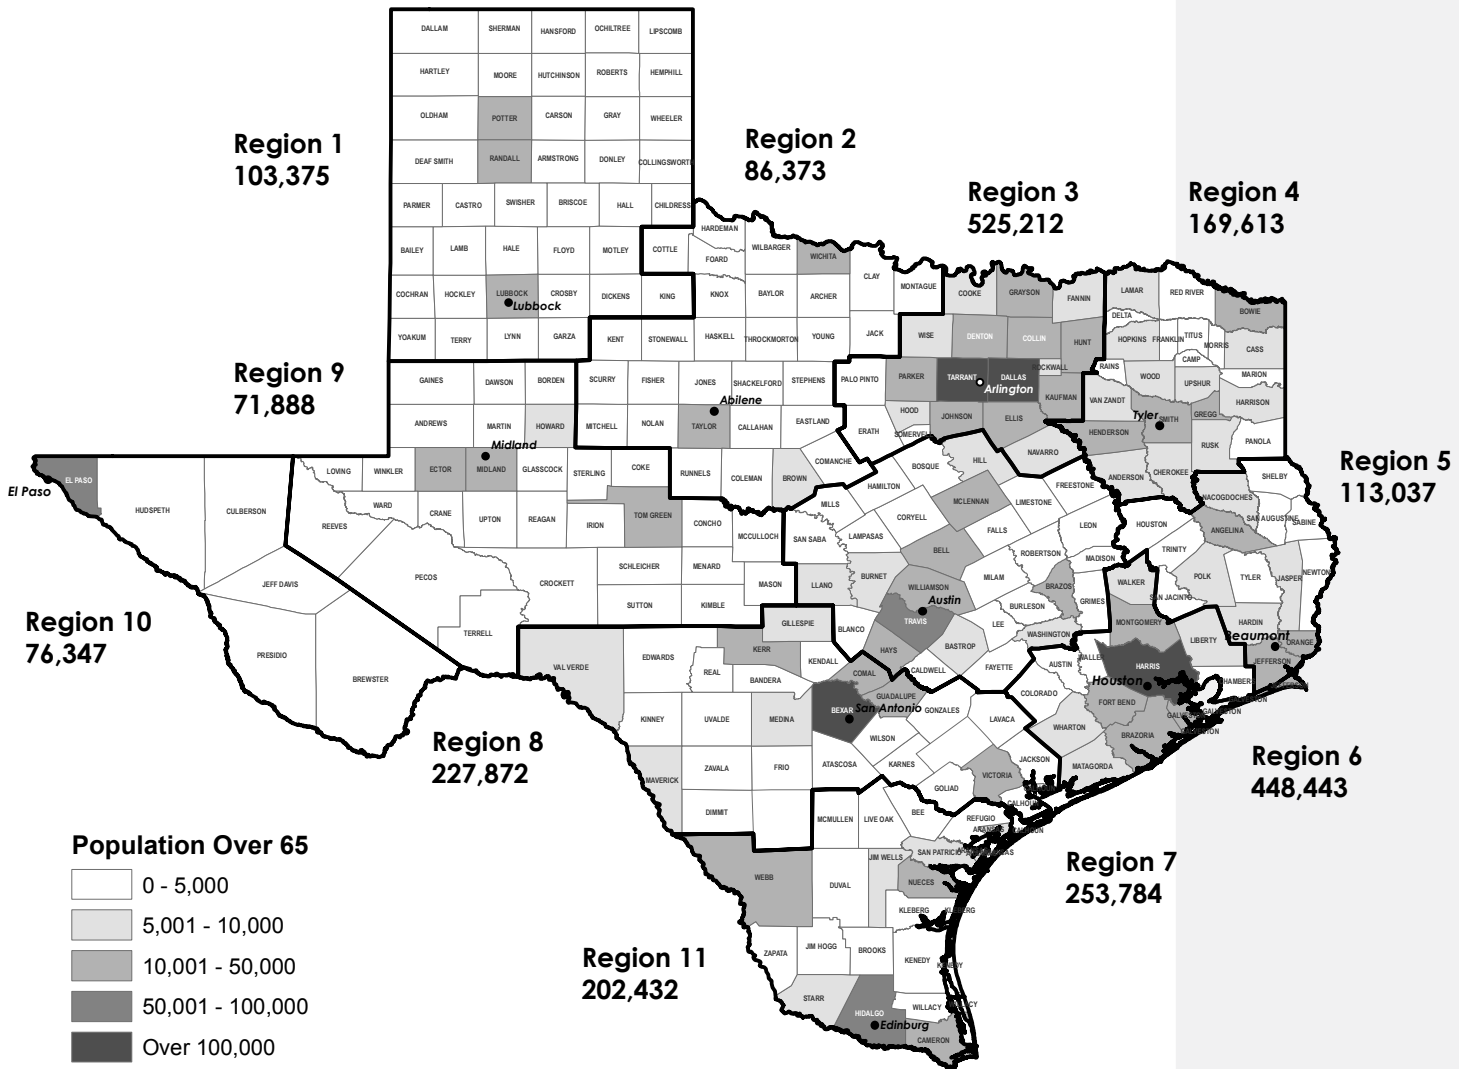 DALLAM SHERMAN HANSFORD OCHILTREE LIPSCOMB
HARTLEY MOORE HUTCHINSON ROBERTS HEMPHILL
OLDHAM POTTER CARSON GRAY WHEELER
Region 1
103,375
Region 2
86,373
DEAF SMITH RANDALL ARMSTRONG DONLEY COLLINGSWORTH
Region 3
525,212
Region 4
169,613
PARMER CASTRO SWISHER BRISCOE HALL CHILDRESS
HARDEMAN
BAILEY LAMB HALE FLOYD MOTLEY COTTLE FOARD WILBARGER WICHITA
CLAY MONTAGUE COOKE GRAYSON FANNIN LAMAR RED RIVER BOWIE
COCHRAN HOCKLEY LUBBOCK CROSBY DICKENS KING KNOX BAYLOR ARCHER
Lubbock
DELTA
YOAKUM TERRY LYNN GARZA KENT STONEWALL HASKELL THROCKMORTON YOUNG JACK WISE DENTON COLLIN HUNT HOPKINS FRANKLIN TITUS MORRIS CASS
CAMP
Region 9
71,888
GAINES DAWSON BORDEN SCURRY FISHER JONES SHACKELFORD STEPHENS PALO PINTO PARKER TARRANT DALLAS ROCKWALL RAINS WOOD UPSHUR MARION
Arlington
Abilene
KAUFMAN VAN ZANDT GREGG HARRISON
ANDREWS MARTIN HOWARD MITCHELL NOLAN TAYLOR CALLAHAN EASTLAND ERATH HOOD JOHNSON ELLIS
SOMERVELL
Tyler
SMITH
HENDERSON RUSK PANOLA
Midland
LOVING WINKLER ECTOR MIDLAND GLASSCOCK STERLING COKE RUNNELS COLEMAN BROWN COMANCHE BOSQUE HILL NAVARRO ANDERSON CHEROKEE SHELBY
El Paso
EL PASO
HUDSPETH CULBERSON
HAMILTON MCLENNAN LIMESTONE FREESTONE NACOGDOCHES
Region 5
113,037
REEVES WARD CRANE UPTON REAGAN IRION TOM GREEN CONCHO MCCULLOCH MILLS SAN SABA LAMPASAS CORYELL FALLS LEON HOUSTON ANGELINA SAN AUGUSTINE SABINE
JEFF DAVIS PECOS CROCKETT SCHLEICHER MENARD MASON LLANO BURNET BELL MILAM ROBERTSON MADISON TRINITY POLK TYLER JASPER NEWTON
SUTTON KIMBLE WILLIAMSON BRAZOS GRIMES WALKER SAN JACINTO
Region 10
76,347
TERRELL GILLESPIE BLANCO TRAVIS
Austin
LEE BURLESON WASHINGTON MONTGOMERY LIBERTY HARDIN
Beaumont
ORANGE
PRESIDIO BREWSTER VAL VERDE EDWARDS KERR KENDALL HAYS BASTROP FAYETTE AUSTIN WALLER HARRIS JEFFERSON
REAL BANDERA COMAL CALDWELL COLORADO
Houston
CHAMBERS
KINNEY UVALDE MEDINA BEXAR GUADALUPE GONZALES LAVACA WHARTON FORT BEND GALVESTON
San Antonio
Region 8
227,872
WILSON BRAZORIA
Region 6
448,443
MAVERICK ZAVALA FRIO ATASCOSA KARNES VICTORIA JACKSON MATAGORDA
DIMMIT GOLIAD CALHOUN
MCMULLEN LIVE OAK BEE REFUGIO
Region 7
253,784
ARANSAS
WEBB DUVAL JIM WELLS SAN PATRICIO
NUECES
KLEBERG KLEBERG
ZAPATA JIM HOGG BROOKS KENEDY KENEDY
Region 11
202,432
STARR HIDALGO WILLACY
Edinburg
CAMERON
Population Over 65
0 - 5,000
5,001 - 10,000
10,001 - 50,000
50,001 - 100,000
Over 100,000